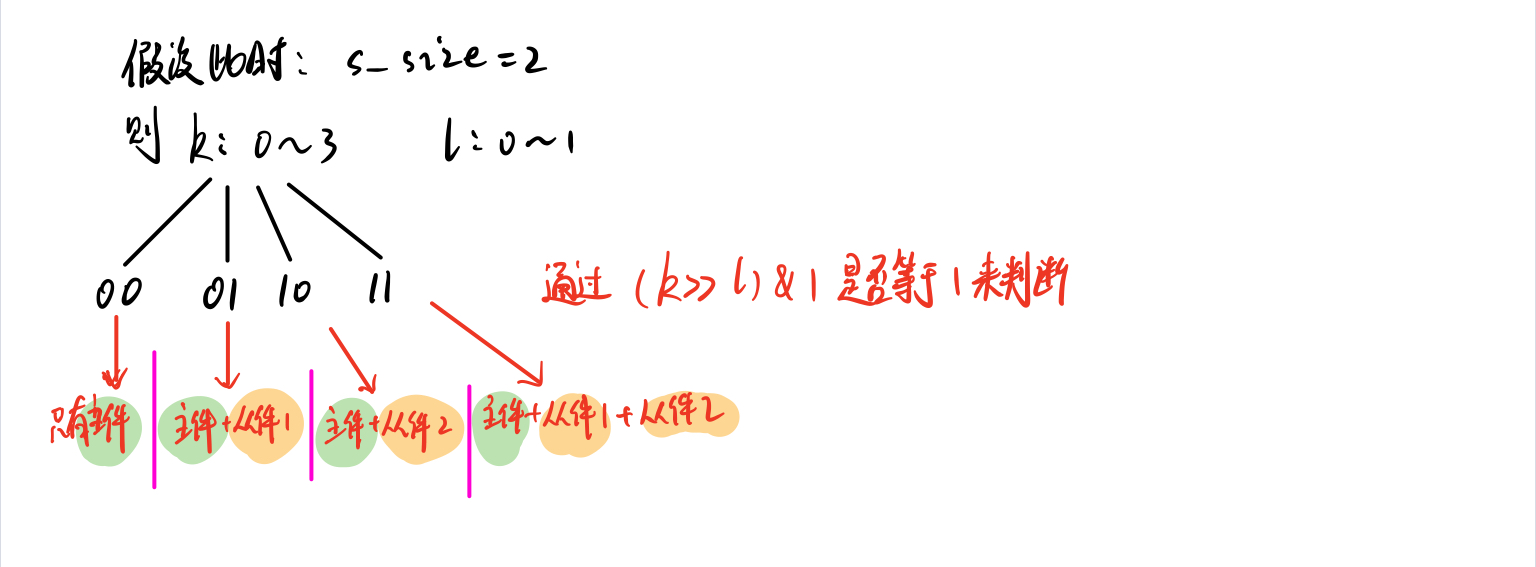 假设此时: s_size=2
则 k: 0~3 l: 0~1
00 01 10 11
通过 (k>>l)&1 是否等于1来判断
只有主件 主件+从件1 主件+从件2 主件+从件1+从件2